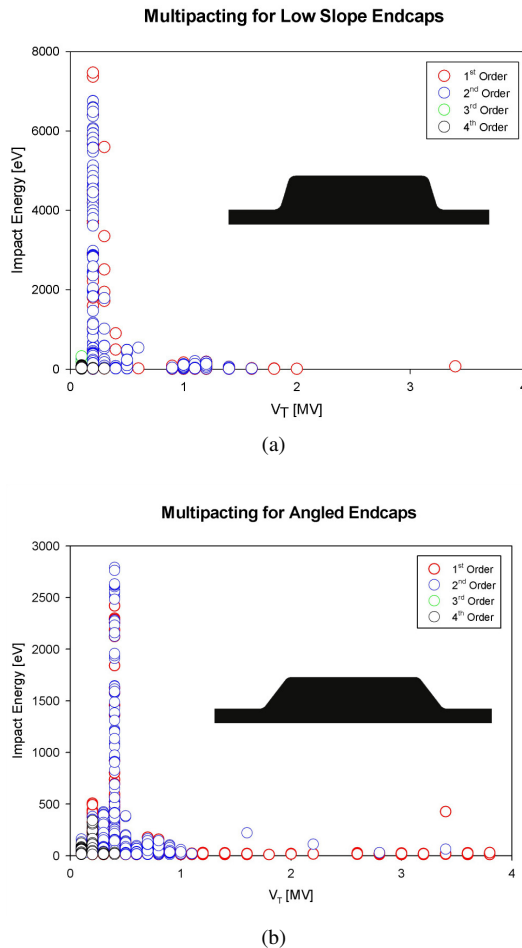 Multipacting for Low Slope Endcaps
8000
6000
4000
2000
0
Impact Energy [eV]
1st Order
2nd Order
3rd Order
4th Order
0 1 2 3 4
VT [MV]
(a)
Multipacting for Angled Endcaps
3000
2500
2000
1500
1000
500
0
Impact Energy [eV]
1st Order
2nd Order
3rd Order
4th Order
0 1 2 3 4
VT [MV]
(b)